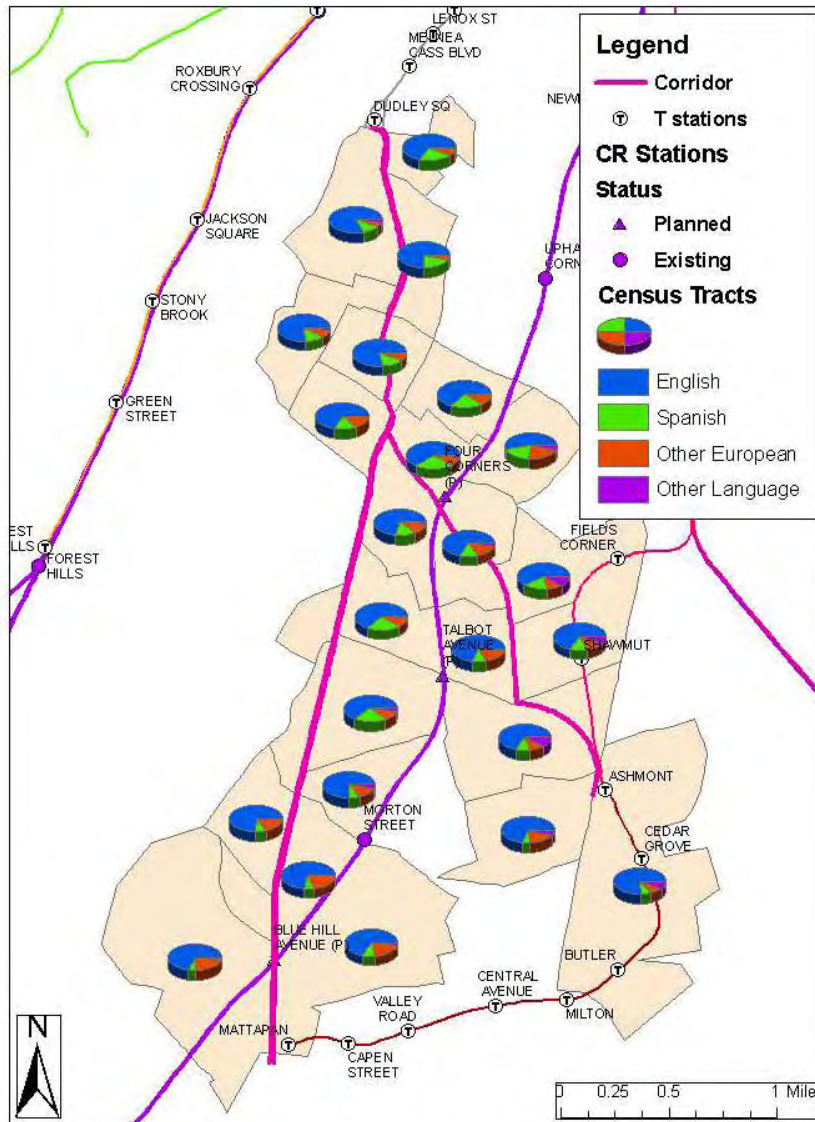 LENOX ST
CASS BLVD
ROXBURY
CROSSING
DUDLEY SQ
JACKSON
SQUARE
STONY
BROOK
GREEN
STREET
FOREST
HILLS
FOUR
CORNERS
(P)
FIELDS
CORNER
TALBOT
AVENUE
(P)
SHAWMUT
ASHMONT
MORTON
STREET
CEDAR
GROVE
BLUE HILL
AVENUE (P)
BUTLER
CENTRAL
AVENUE
MILTON
VALLEY
ROAD
MATTAPAN
CAPEN
STREET
Legend
Corridor
T stations
CR Stations
Status
Planned
Existing
Census Tracts
English
Spanish
Other European
Other Language
N
0 0.25 0.5 1 Mile